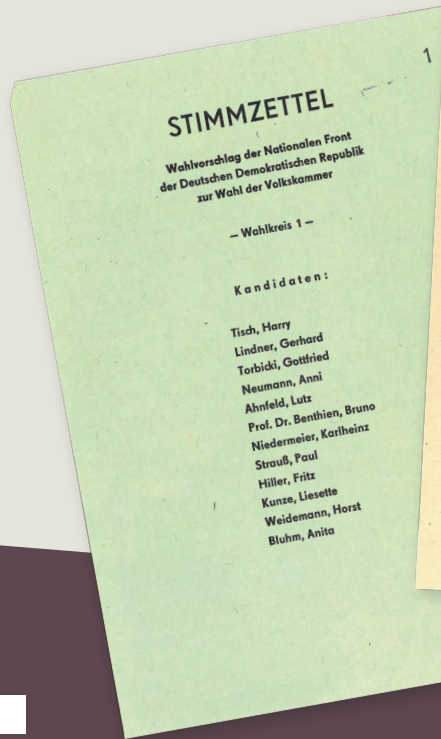 1
STIMMZETTEL
Wahlvorschlag der Nationalen Front
der Deutschen Demokratischen Republik
zur Wahl der Volkskammer
– Wahlkreis 1 –
Kandidaten:
Tisch, Harry
Lindner, Gerhard
Torbicki, Gottfried
Neumann, Anni
Ahnfeld, Lutz
Prof. Dr. Benthien, Bruno
Niedermeier, Karlheinz
Strauß, Paul
Hiller, Fritz
Kunze, Liesette
Weidemann, Horst
Bluhm, Anita